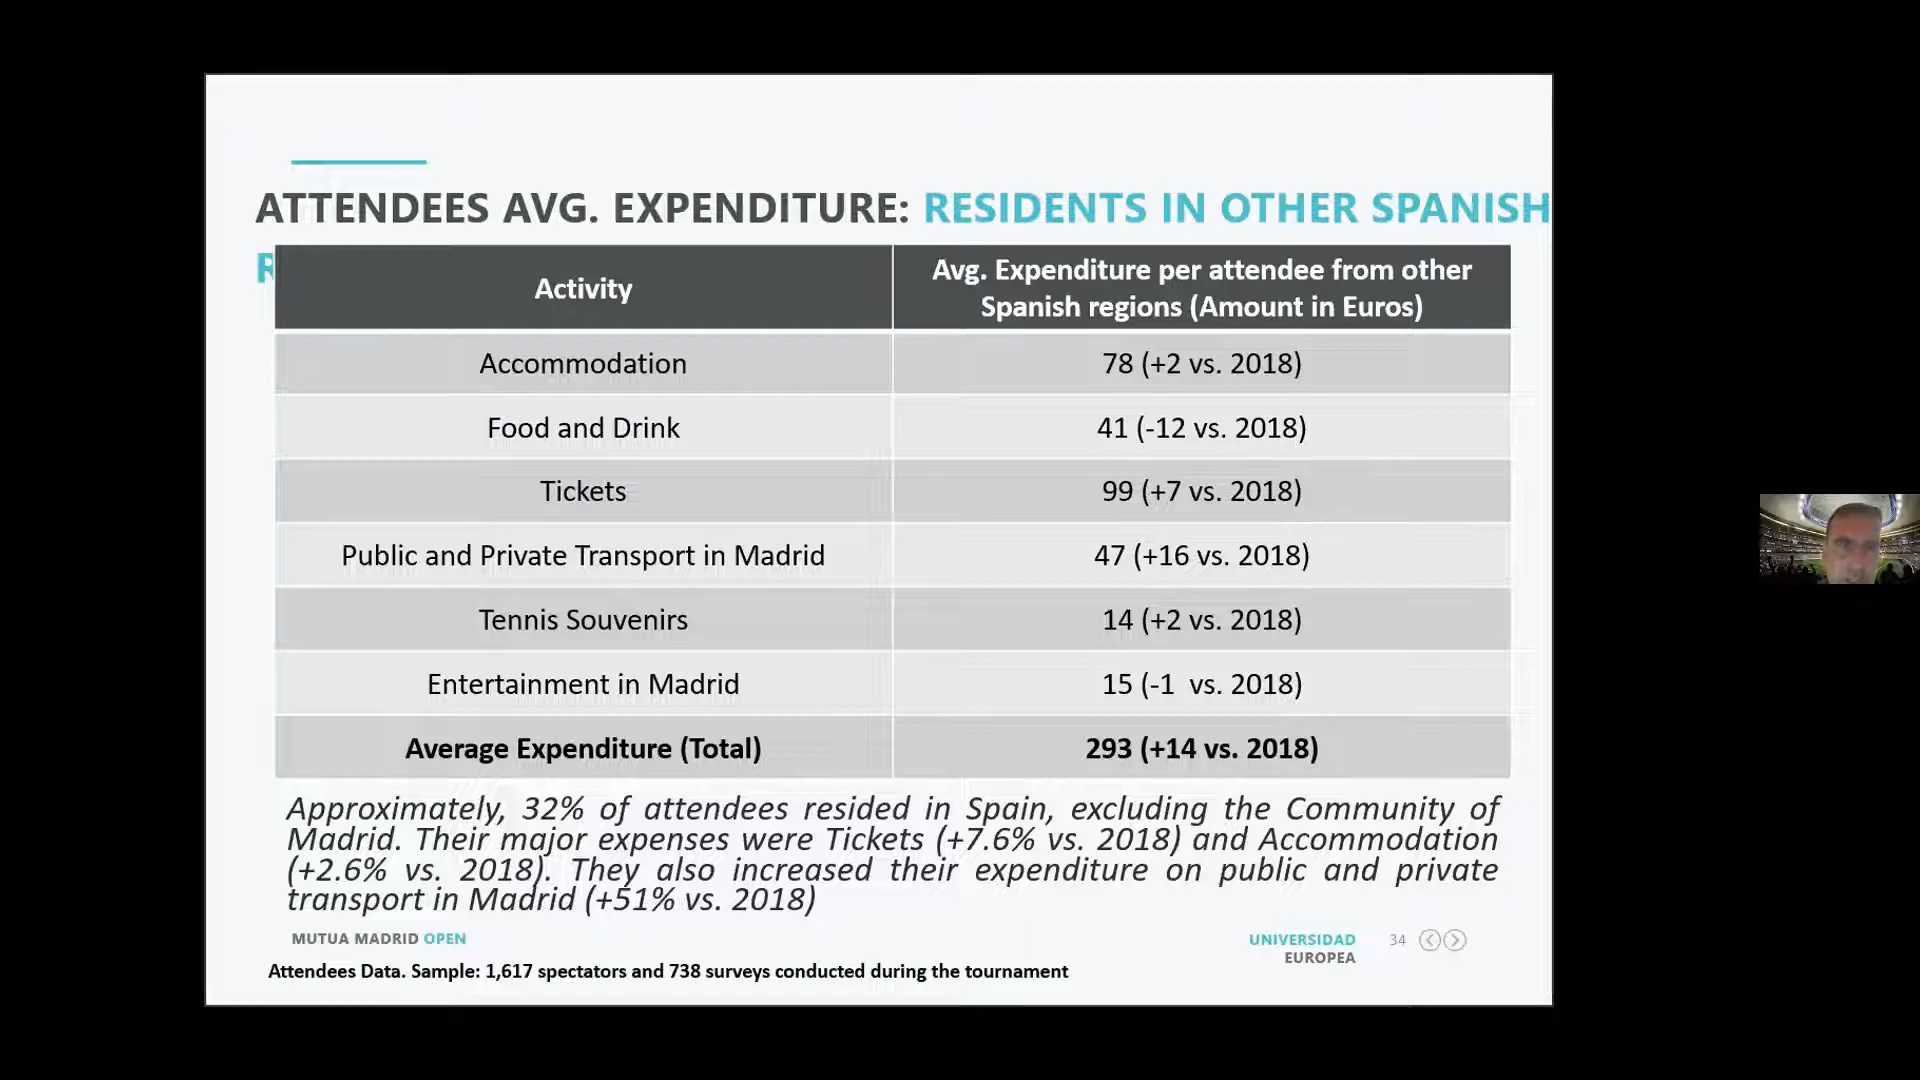 ATTENDEES AVG. EXPENDITURE: RESIDENTS IN OTHER SPANISH
R
Activity
Avg. Expenditure per attendee from other
Spanish regions (Amount in Euros)
Accommodation
78 (+2 vs. 2018)
Food and Drink
41 (-12 vs. 2018)
Tickets
99 (+7 vs. 2018)
Public and Private Transport in Madrid
47 (+16 vs. 2018)
Tennis Souvenirs
14 (+2 vs. 2018)
Entertainment in Madrid
15 (-1 vs. 2018)
Average Expenditure (Total)
293 (+14 vs. 2018)
Approximately, 32% of attendees resided in Spain, excluding the Community of
Madrid. Their major expenses were Tickets (+7.6% vs. 2018) and Accommodation
(+2.6% vs. 2018). They also increased their expenditure on public and private
transport in Madrid (+51% vs. 2018)
MUTUA MADRID OPEN
UNIVERSIDAD
EUROPEA
34
Attendees Data. Sample: 1,617 spectators and 738 surveys conducted during the tournament